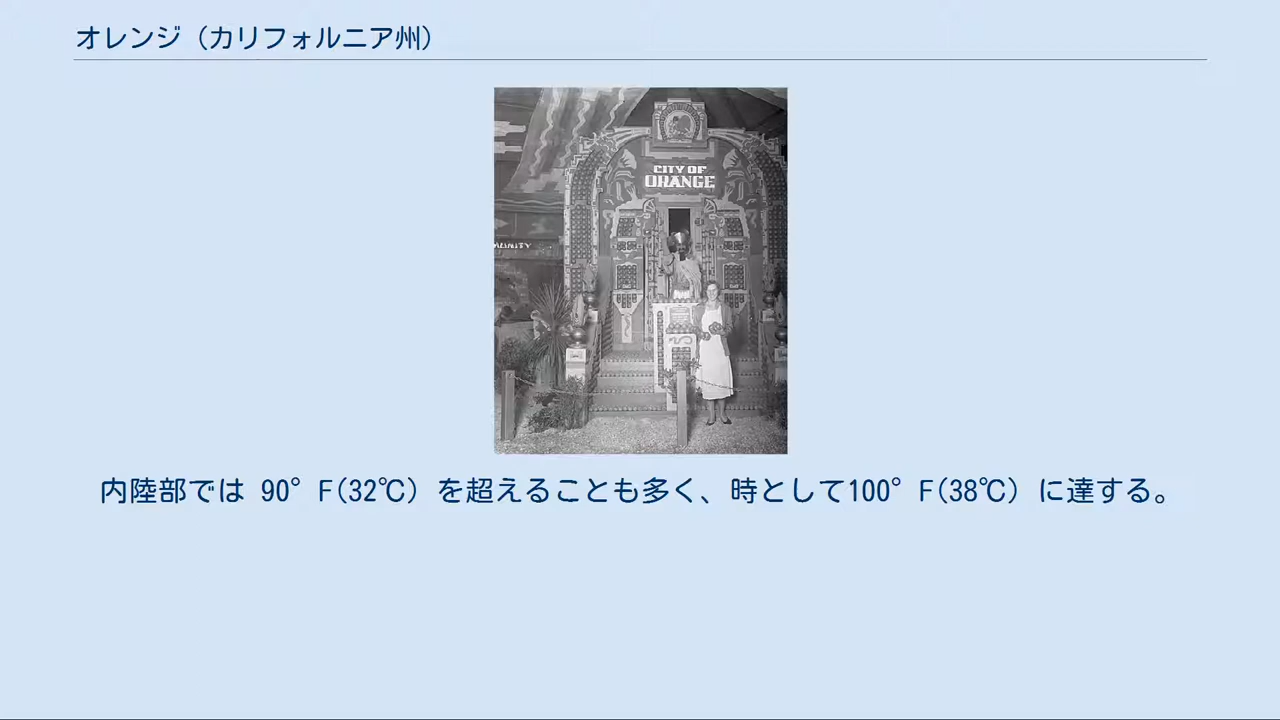 オレンジ（カリフォルニア州）
CITY OF
ORANGE
MUNITY
内陸部では 90°F(32℃）を超えることも多く、時として100°F(38℃）に達する。